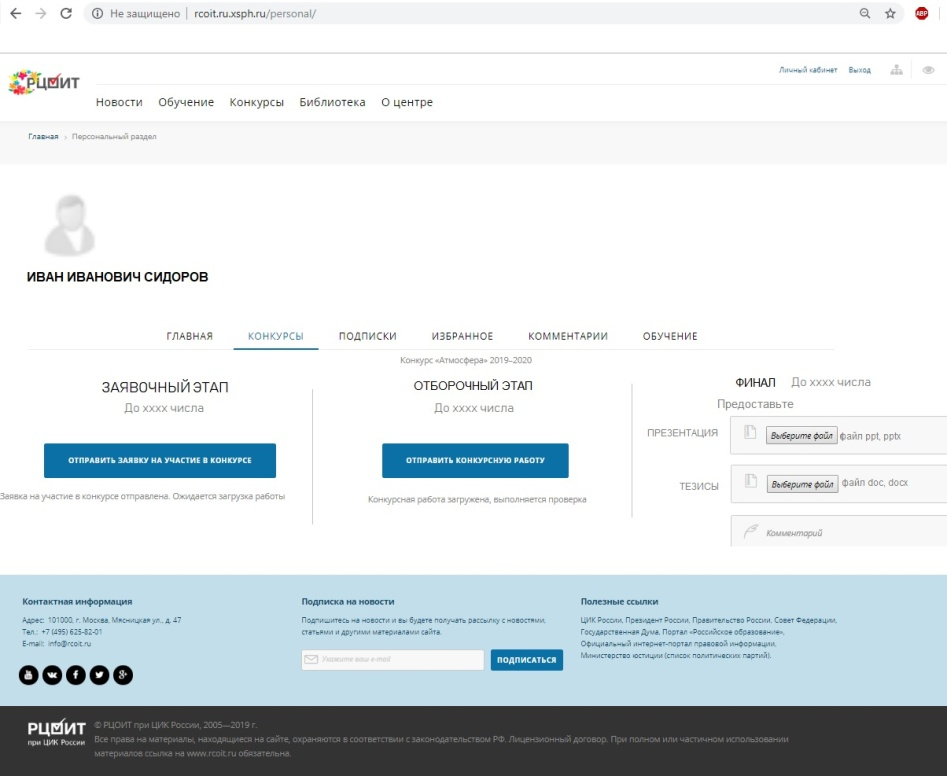 Не защищено | rcoit.ru.xsph.ru/personal/
ABP
РЦОИТ
Личный кабинет Выход
Новости Обучение Конкурсы Библиотека О центре
Главная › Персональный раздел
ИВАН ИВАНОВИЧ СИДОРОВ
ГЛАВНАЯ КОНКУРСЫ ПОДПИСКИ ИЗБРАННОЕ КОММЕНТАРИИ ОБУЧЕНИЕ
Конкурс «Атмосфера» 2019–2020
ЗАЯВОЧНЫЙ ЭТАП
До хххх числа
ОТПРАВИТЬ ЗАЯВКУ НА УЧАСТИЕ В КОНКУРСЕ
Заявка на участие в конкурсе отправлена. Ожидается загрузка работы
ОТБОРОЧНЫЙ ЭТАП
До хххх числа
ОТПРАВИТЬ КОНКУРСНУЮ РАБОТУ
Конкурсная работа загружена, выполняется проверка
ФИНАЛ До хххх числа
Предоставьте
ПРЕЗЕНТАЦИЯ Выберите файл файл ppt, pptx
ТЕЗИСЫ Выберите файл файл doc, docx
Комментарий
Контактная информация
Адрес: 101000, г. Москва, Мясницкая ул., д. 47
Тел.: +7 (495) 625-82-01
E-mail: info@rcoit.ru
Подписка на новости
Подпишитесь на новости и вы будете получать рассылку с новостями,
статьями и другими материалами сайта.
Укажите ваш e-mail ПОДПИСАТЬСЯ
Полезные ссылки
ЦИК России, Президент России, Правительство России, Совет Федерации,
Государственная Дума, Портал «Российское образование»,
Официальный интернет-портал правовой информации,
Министерство юстиции (список политических партий).
РЦОИТ
при ЦИК России
© РЦОИТ при ЦИК России, 2005—2019 г.
Все права на материалы, находящиеся на сайте, охраняются в соответствии с законодательством РФ. Лицензионный договор. При полном или частичном использовании
материалов ссылка на www.rcoit.ru обязательна.